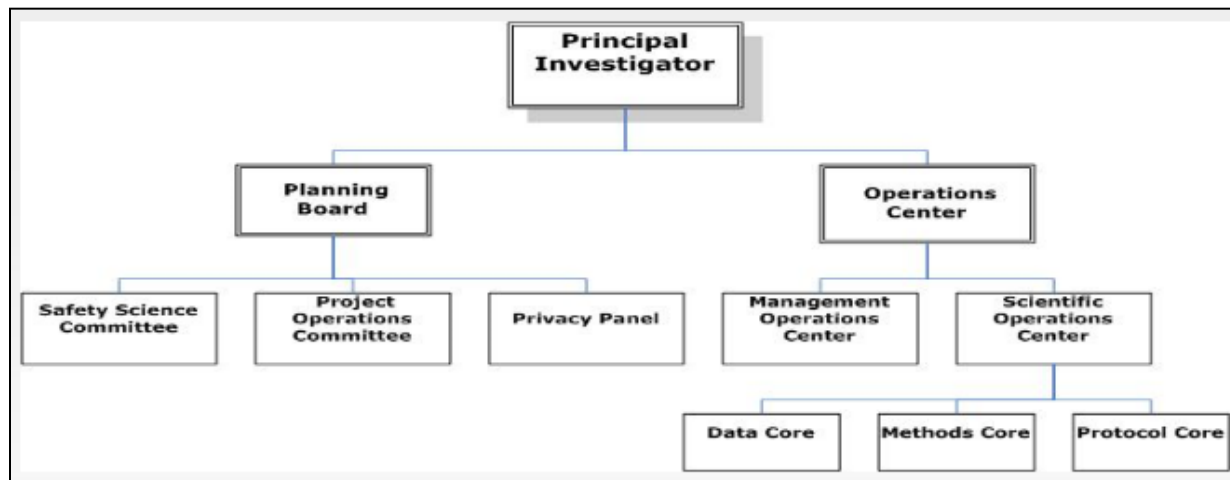 Principal
Investigator
Planning
Board
Operations
Center
Safety Science
Committee
Project
Operations
Committee
Privacy Panel
Management
Operations
Center
Scientific
Operations
Center
Data Core
Methods Core
Protocol Core